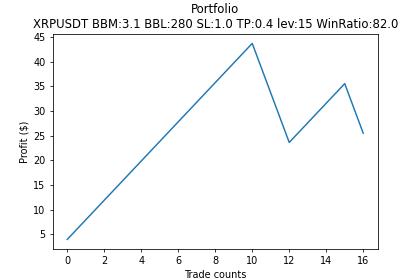 Portfolio
XRPUSDT BBM:3.1 BBL:280 SL:1.0 TP:0.4 lev:15 WinRatio:82.0
45
40
35
30
25
20
15
10
5
Profit ($)
0 2 4 6 8 10 12 14 16
Trade counts